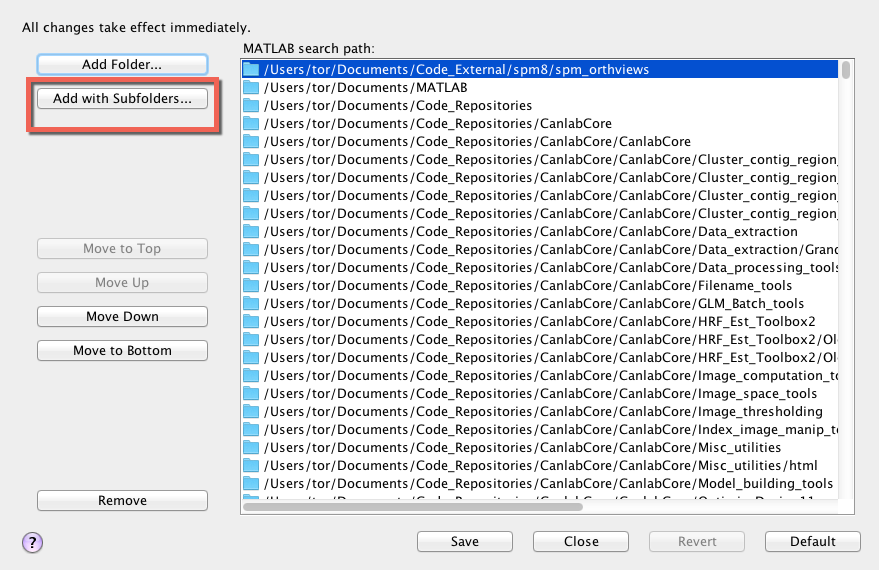 All changes take effect immediately.
Add Folder...
Add with Subfolders...
Move to Top
Move Up
Move Down
Move to Bottom
Remove
MATLAB search path:
/Users/tor/Documents/Code_External/spm8/spm_orthviews
/Users/tor/Documents/MATLAB
/Users/tor/Documents/Code_Repositories
/Users/tor/Documents/Code_Repositories/CanlabCore
/Users/tor/Documents/Code_Repositories/CanlabCore/CanlabCore
/Users/tor/Documents/Code_Repositories/CanlabCore/CanlabCore/Cluster_contig_region_
/Users/tor/Documents/Code_Repositories/CanlabCore/CanlabCore/Cluster_contig_region_
/Users/tor/Documents/Code_Repositories/CanlabCore/CanlabCore/Cluster_contig_region_
/Users/tor/Documents/Code_Repositories/CanlabCore/CanlabCore/Cluster_contig_region_
/Users/tor/Documents/Code_Repositories/CanlabCore/CanlabCore/Data_extraction
/Users/tor/Documents/Code_Repositories/CanlabCore/CanlabCore/Data_extraction/Grand
/Users/tor/Documents/Code_Repositories/CanlabCore/CanlabCore/Data_processing_tools
/Users/tor/Documents/Code_Repositories/CanlabCore/CanlabCore/Filename_tools
/Users/tor/Documents/Code_Repositories/CanlabCore/CanlabCore/GLM_Batch_tools
/Users/tor/Documents/Code_Repositories/CanlabCore/CanlabCore/HRF_Est_Toolbox2
/Users/tor/Documents/Code_Repositories/CanlabCore/CanlabCore/HRF_Est_Toolbox2/Ol
/Users/tor/Documents/Code_Repositories/CanlabCore/CanlabCore/HRF_Est_Toolbox2/Ol
/Users/tor/Documents/Code_Repositories/CanlabCore/CanlabCore/Image_computation_to
/Users/tor/Documents/Code_Repositories/CanlabCore/CanlabCore/Image_space_tools
/Users/tor/Documents/Code_Repositories/CanlabCore/CanlabCore/Image_thresholding
/Users/tor/Documents/Code_Repositories/CanlabCore/CanlabCore/Index_image_manip_to
/Users/tor/Documents/Code_Repositories/CanlabCore/CanlabCore/Misc_utilities
/Users/tor/Documents/Code_Repositories/CanlabCore/CanlabCore/Misc_utilities/html
/Users/tor/Documents/Code_Repositories/CanlabCore/CanlabCore/Model_building_tools
?
Save
Close
Revert
Default